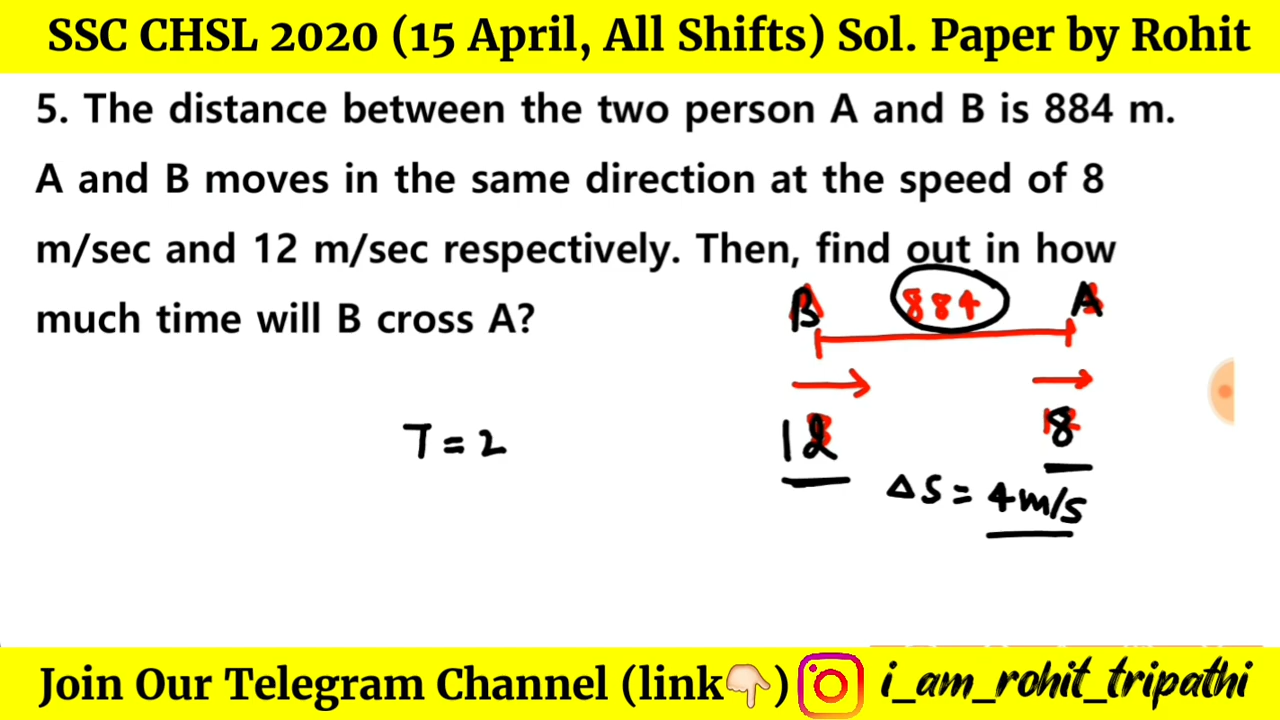 SSC CHSL 2020 (15 April, All Shifts) Sol. Paper by Rohit
5. The distance between the two person A and B is 884 m.
A and B moves in the same direction at the speed of 8
m/sec and 12 m/sec respectively. Then, find out in how
much time will B cross A?
B 884 A
T = 2
12 8
ΔS = 4m/s
Join Our Telegram Channel (link👇) i_am_rohit_tripathi